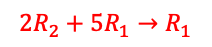 2R₂ + 5R₁ → R₁